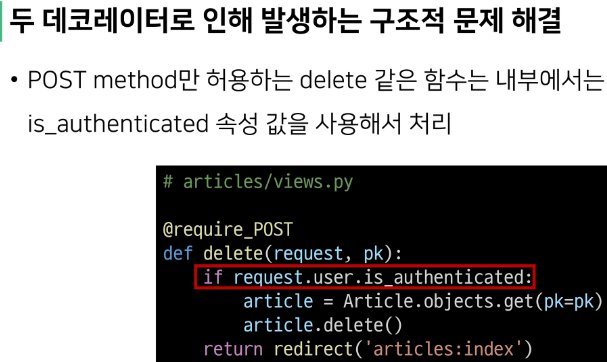 두 데코레이터로 인해 발생하는 구조적 문제 해결
• POST method만 허용하는 delete 같은 함수는 내부에서는
is_authenticated 속성 값을 사용해서 처리
# articles/views.py
@require_POST
def delete(request, pk):
    if request.user.is_authenticated:
        article = Article.objects.get(pk=pk)
        article.delete()
    return redirect('articles:index')